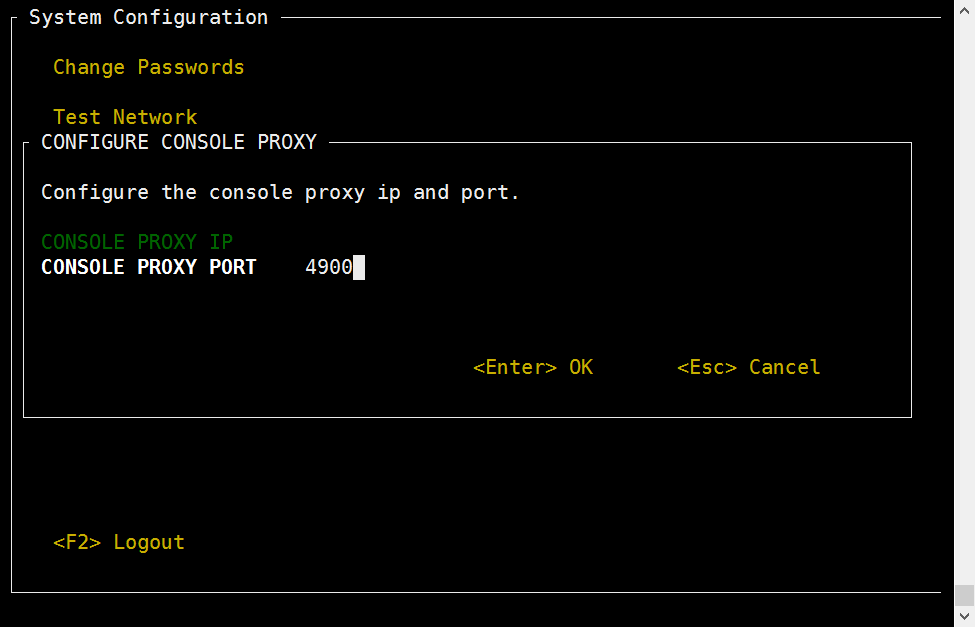 System Configuration
Change Passwords
Test Network
CONFIGURE CONSOLE PROXY
Configure the console proxy ip and port.
CONSOLE PROXY IP
CONSOLE PROXY PORT 4900
<Enter> OK <Esc> Cancel
<F2> Logout